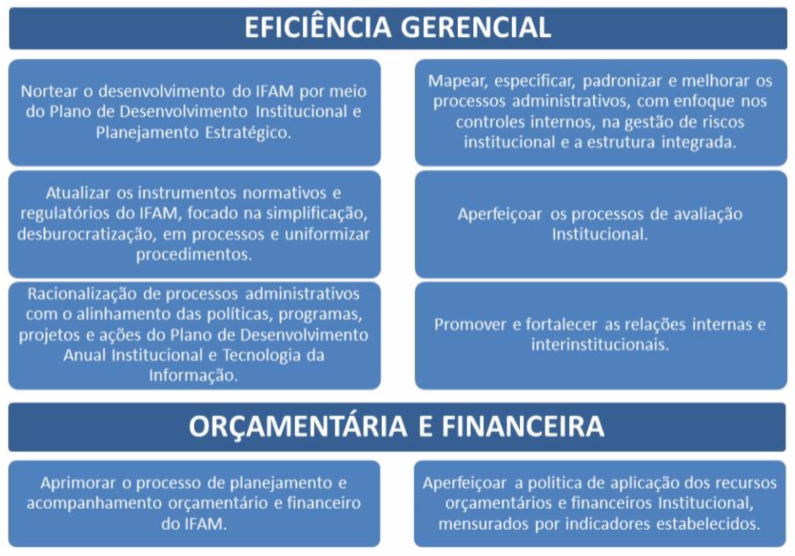 EFICIÊNCIA GERENCIAL
Nortear o desenvolvimento do IFAM por meio
do Plano de Desenvolvimento Institucional e
Planejamento Estratégico.
Mapear, especificar, padronizar e melhorar os
processos administrativos, com enfoque nos
controles internos, na gestão de riscos
institucional e a estrutura integrada.
Atualizar os instrumentos normativos e
regulatórios do IFAM, focado na simplificação,
desburocratização, em processos e uniformizar
procedimentos.
Aperfeiçoar os processos de avaliação
Institucional.
Racionalização de processos administrativos
com o alinhamento das políticas, programas,
projetos e ações do Plano de Desenvolvimento
Anual Institucional e Tecnologia da
Informação.
Promover e fortalecer as relações internas e
interinstitucionais.
ORÇAMENTÁRIA E FINANCEIRA
Aprimorar o processo de planejamento e
acompanhamento orçamentário e financeiro
do IFAM.
Aperfeiçoar a politica de aplicação dos recursos
orçamentários e financeiros Institucional,
mensurados por indicadores estabelecidos.